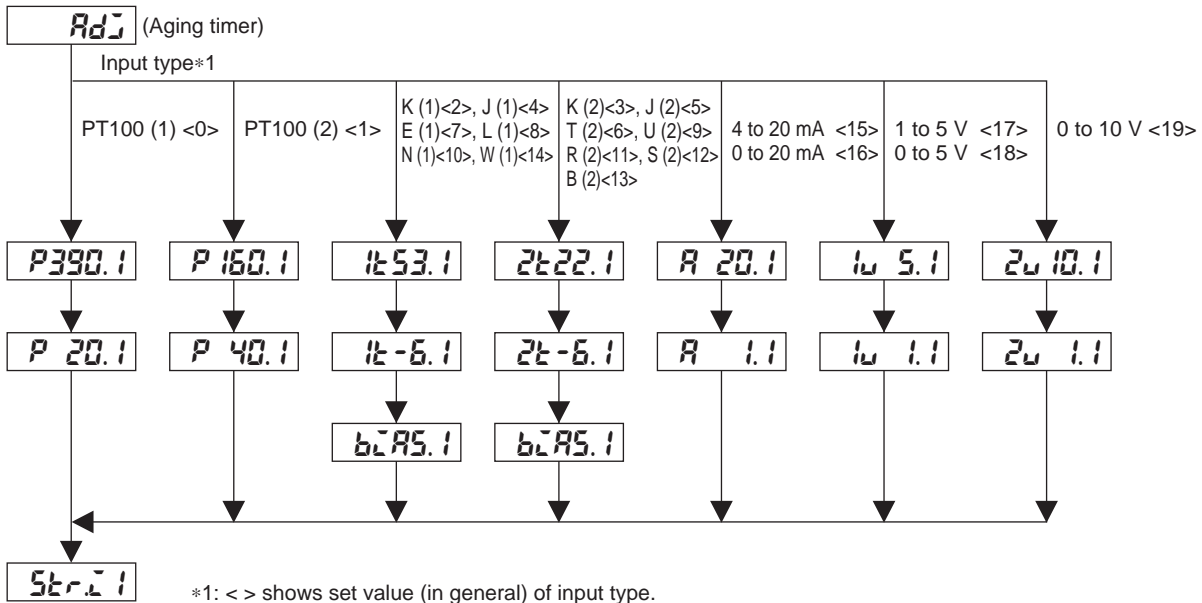 Adj (Aging timer)
Input type*1
PT100 (1) <0>
PT100 (2) <1>
K (1)<2>, J (1)<4>
E (1)<7>, L (1)<8>
N (1)<10>, W (1)<14>
K (2)<3>, J (2)<5>
T (2)<6>, U (2)<9>
R (2)<11>, S (2)<12>
B (2)<13>
4 to 20 mA <15>
0 to 20 mA <16>
1 to 5 V <17>
0 to 5 V <18>
0 to 10 V <19>
P390.1
P160.1
1t53.1
2t22.1
A 20.1
1v 5.1
2v10.1
P 20.1
P 40.1
1t-6.1
2t-6.1
A 1.1
1v 1.1
2v 1.1
biAS.1
biAS.1
Str.i1
*1: < > shows set value (in general) of input type.